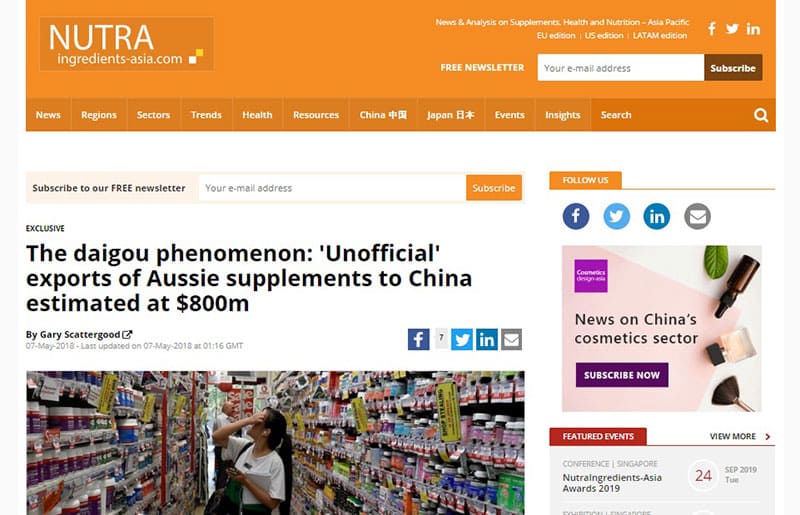 NUTRA
ingredients-asia.com
News & Analysis on Supplements, Health and Nutrition – Asia Pacific
EU edition | US edition | LATAM edition
FREE NEWSLETTER
Your e-mail address
Subscribe
News
Regions
Sectors
Trends
Health
Resources
China 中国
Japan 日本
Events
Insights
Search
Subscribe to our FREE newsletter
Your e-mail address
Subscribe
EXCLUSIVE
The daigou phenomenon: 'Unofficial'
exports of Aussie supplements to China
estimated at $800m
By Gary Scattergood
07-May-2018 - Last updated on 07-May-2018 at 01:16 GMT
7
FOLLOW US
Cosmetics
design-asia
News on China's
cosmetics sector
SUBSCRIBE NOW
FEATURED EVENTS
VIEW MORE
CONFERENCE | SINGAPORE
NutraIngredients-Asia
Awards 2019
24
SEP 2019
Tue
EXHIBITION | SINGAPORE